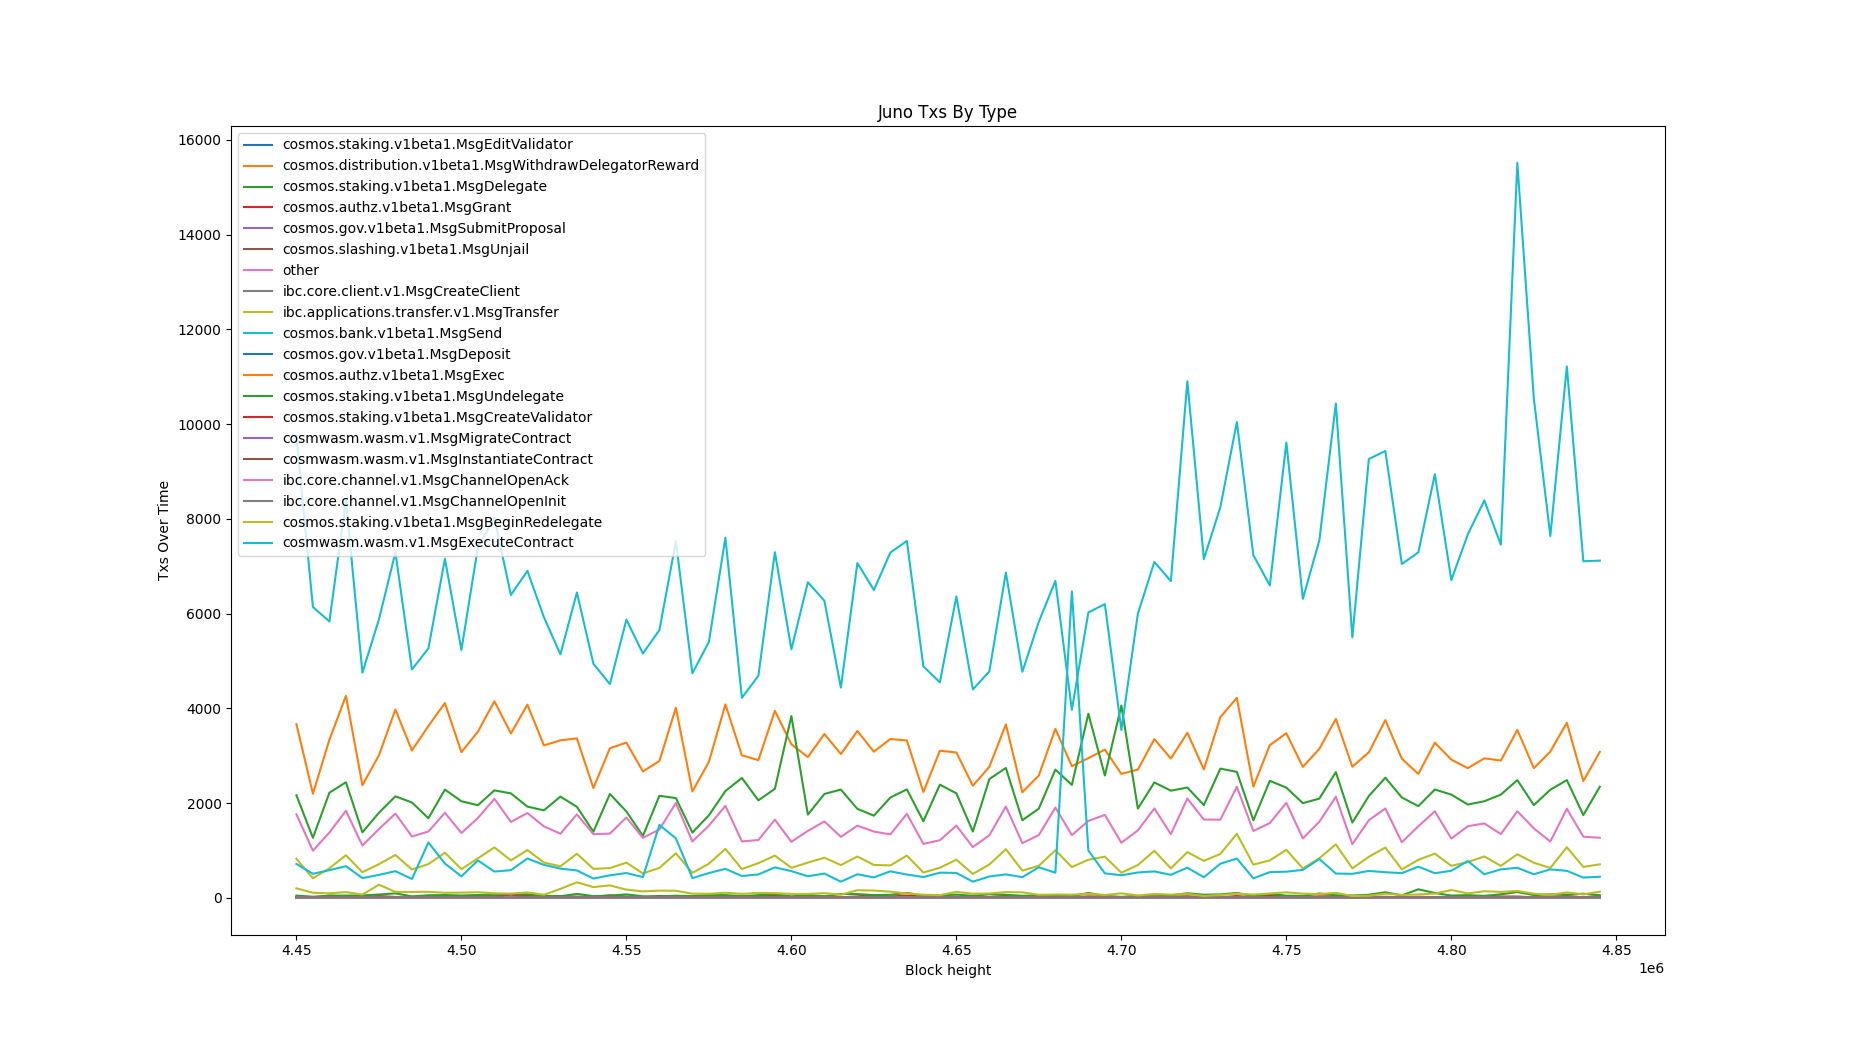 Juno Txs By Type
16000
14000
12000
10000
8000
6000
4000
2000
0
Txs Over Time
cosmos.staking.v1beta1.MsgEditValidator
cosmos.distribution.v1beta1.MsgWithdrawDelegatorReward
cosmos.staking.v1beta1.MsgDelegate
cosmos.authz.v1beta1.MsgGrant
cosmos.gov.v1beta1.MsgSubmitProposal
cosmos.slashing.v1beta1.MsgUnjail
other
ibc.core.client.v1.MsgCreateClient
ibc.applications.transfer.v1.MsgTransfer
cosmos.bank.v1beta1.MsgSend
cosmos.gov.v1beta1.MsgDeposit
cosmos.authz.v1beta1.MsgExec
cosmos.staking.v1beta1.MsgUndelegate
cosmos.staking.v1beta1.MsgCreateValidator
cosmwasm.wasm.v1.MsgMigrateContract
cosmwasm.wasm.v1.MsgInstantiateContract
ibc.core.channel.v1.MsgChannelOpenAck
ibc.core.channel.v1.MsgChannelOpenInit
cosmos.staking.v1beta1.MsgBeginRedelegate
cosmwasm.wasm.v1.MsgExecuteContract
4.45 4.50 4.55 4.60 4.65 4.70 4.75 4.80 4.85
1e6
Block height